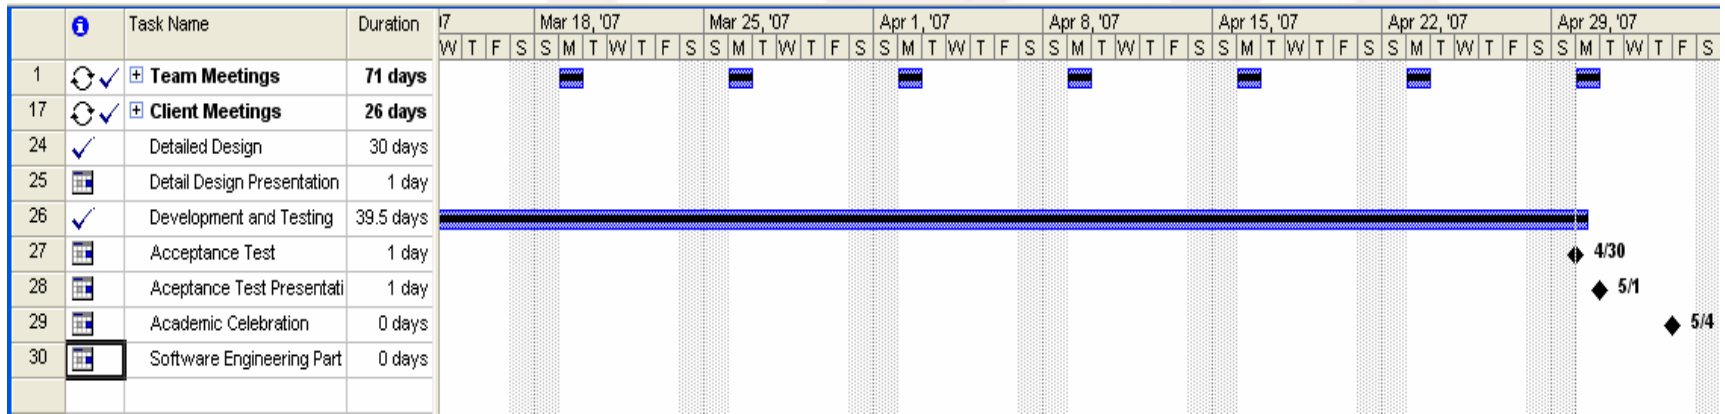 Task Name Duration 7 Mar 18, '07 Mar 25, '07 Apr 1, '07 Apr 8, '07 Apr 15, '07 Apr 22, '07 Apr 29, '07
W T F S S M T W T F S S M T W T F S S M T W T F S S M T W T F S S M T W T F S S M T W T F S S M T W T F S
1 Team Meetings 71 days
17 Client Meetings 26 days
24 Detailed Design 30 days
25 Detail Design Presentation 1 day
26 Development and Testing 39.5 days
27 Acceptance Test 1 day 4/30
28 Aceptance Test Presentati 1 day 5/1
29 Academic Celebration 0 days 5/4
30 Software Engineering Part 0 days